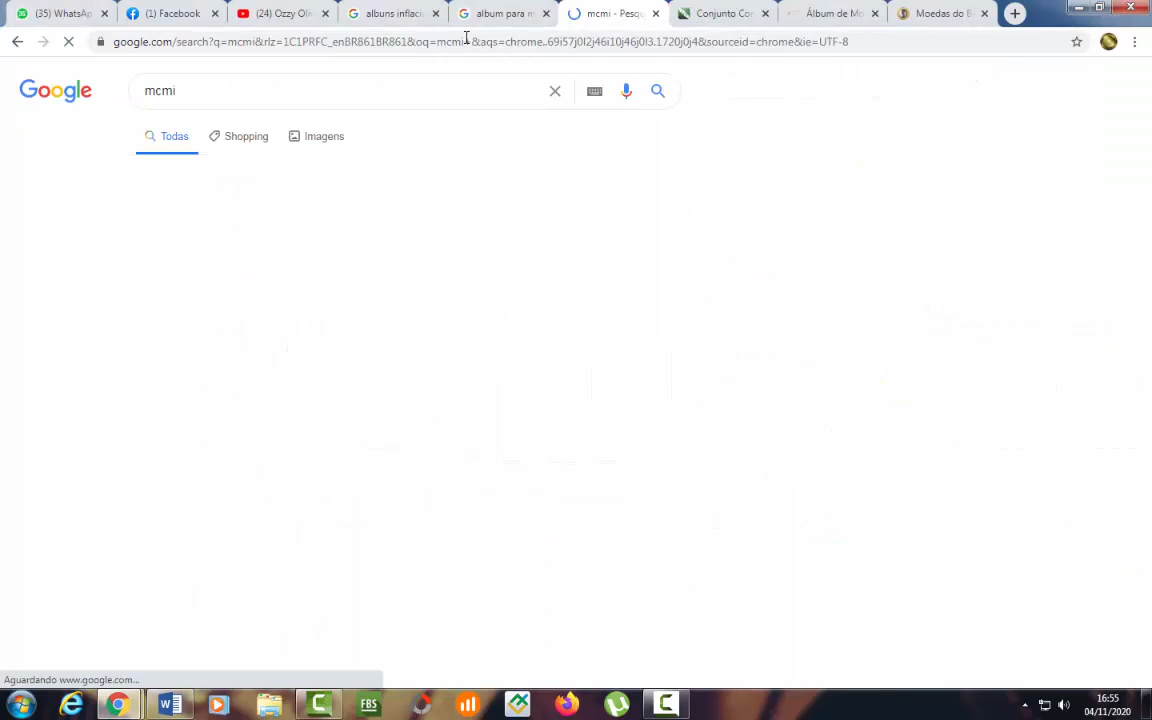 (35) WhatsAp
(1) Facebook
(24) Ozzy Oli
albuns inflaci
album para m
mcmi - Pesqu
Conjunto Con
Álbum de Mo
Moedas do B
google.com/search?q=mcmi&rlz=1C1PRFC_enBR861BR861&oq=mcmi+&aqs=chrome..69i57j0l2j46i10j46j0l3.1720j0j4&sourceid=chrome&ie=UTF-8
Google
mcmi
Todas
Shopping
Imagens
Aguardando www.google.com...
FBS
16:55
04/11/2020